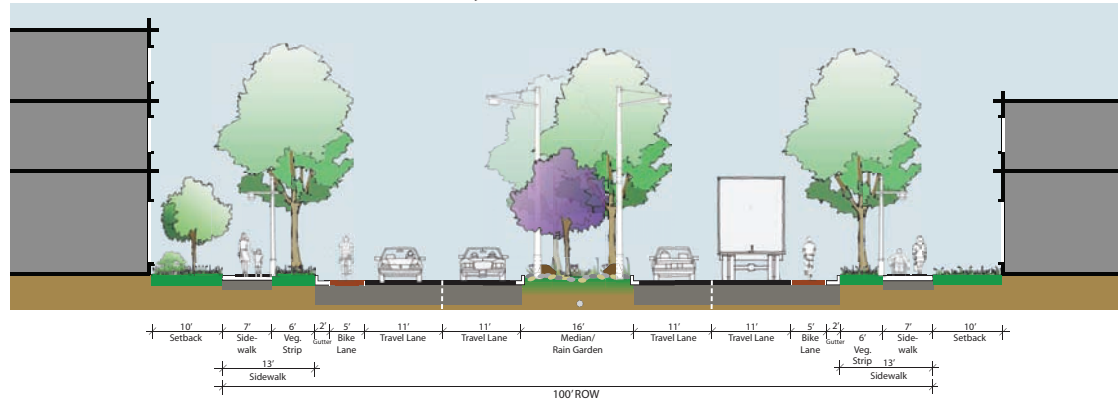 10' 7' 6' 2' 5' 11' 11' 16' 11' 11' 5' 2' 6' 7' 10'
Setback Side-walk Veg. Strip Gutter Bike Lane Travel Lane Travel Lane Median/ Rain Garden Travel Lane Travel Lane Bike Lane Gutter Veg. Strip Side-walk Setback
13' 13'
Sidewalk Sidewalk
100' ROW